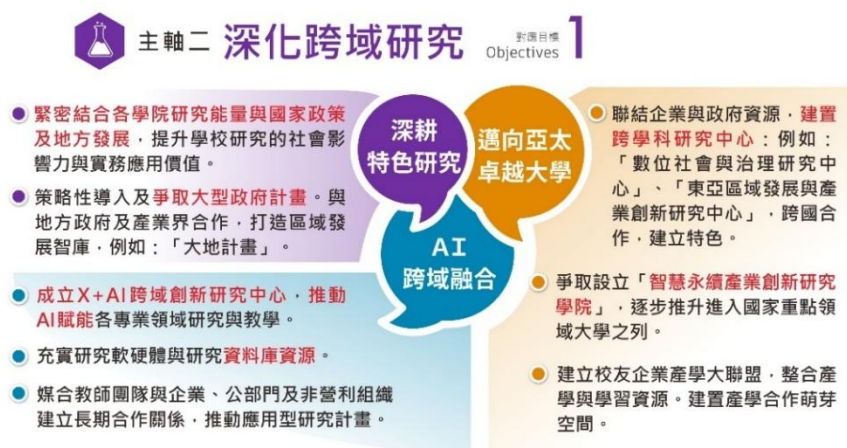 主軸二 深化跨域研究 對應目標 Objectives 1
緊密結合各學院研究能量與國家政策
及地方發展，提升學校研究的社會影
響力與實務應用價值。
策略性導入及爭取大型政府計畫。與
地方政府及產業界合作，打造區域發
展智庫，例如：「大地計畫」。
深耕
特色研究
邁向亞太
卓越大學
AI
跨域融合
成立X+AI跨域創新研究中心，推動
AI賦能各專業領域研究與教學。
充實研究軟硬體與研究資料庫資源。
媒合教師團隊與企業、公部門及非營利組織
建立長期合作關係，推動應用型研究計畫。
聯結企業與政府資源，建置
跨學科研究中心：例如：
「數位社會與治理研究中
心」、「東亞區域發展與產
業創新研究中心」，跨國合
作，建立特色。
爭取設立「智慧永續產業創新研究
學院」，逐步推升進入國家重點領
域大學之列。
建立校友企業產學大聯盟，整合產
學與學習資源。建置產學合作萌芽
空間。